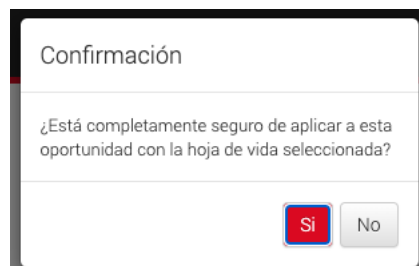 Confirmación
¿Está completamente seguro de aplicar a esta
oportunidad con la hoja de vida seleccionada?
Si
No